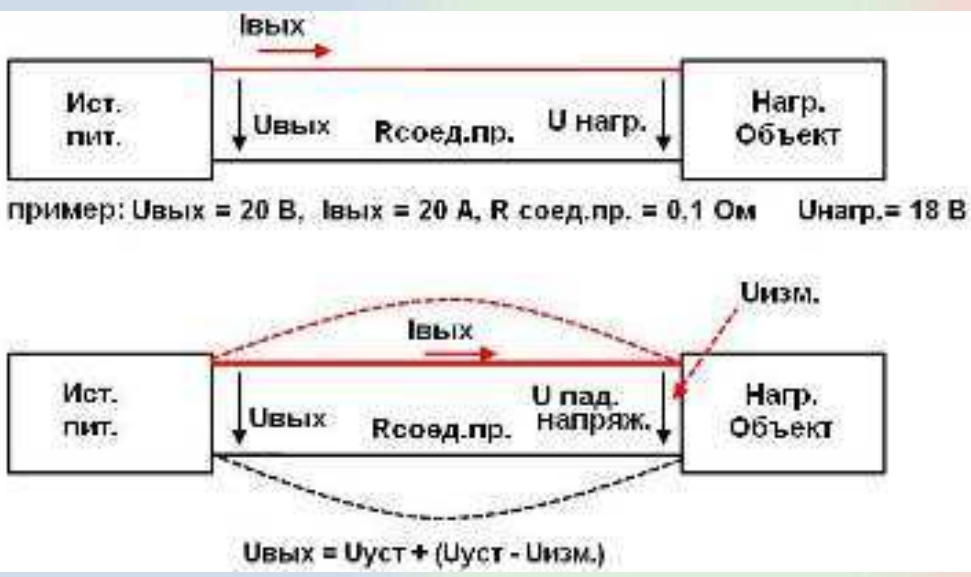 Iвых
Ист.
пит.
Uвых
Rсоед.пр.
U нагр.
Нагр.
Объект
пример: Uвых = 20 В, Iвых = 20 А, R соед.пр. = 0,1 Ом Uнагр.= 18 В
Uизм.
Iвых
Ист.
пит.
Uвых
Rсоед.пр.
U пад.
напряж.
Нагр.
Объект
Uвых = Uуст + (Uуст - Uизм.)